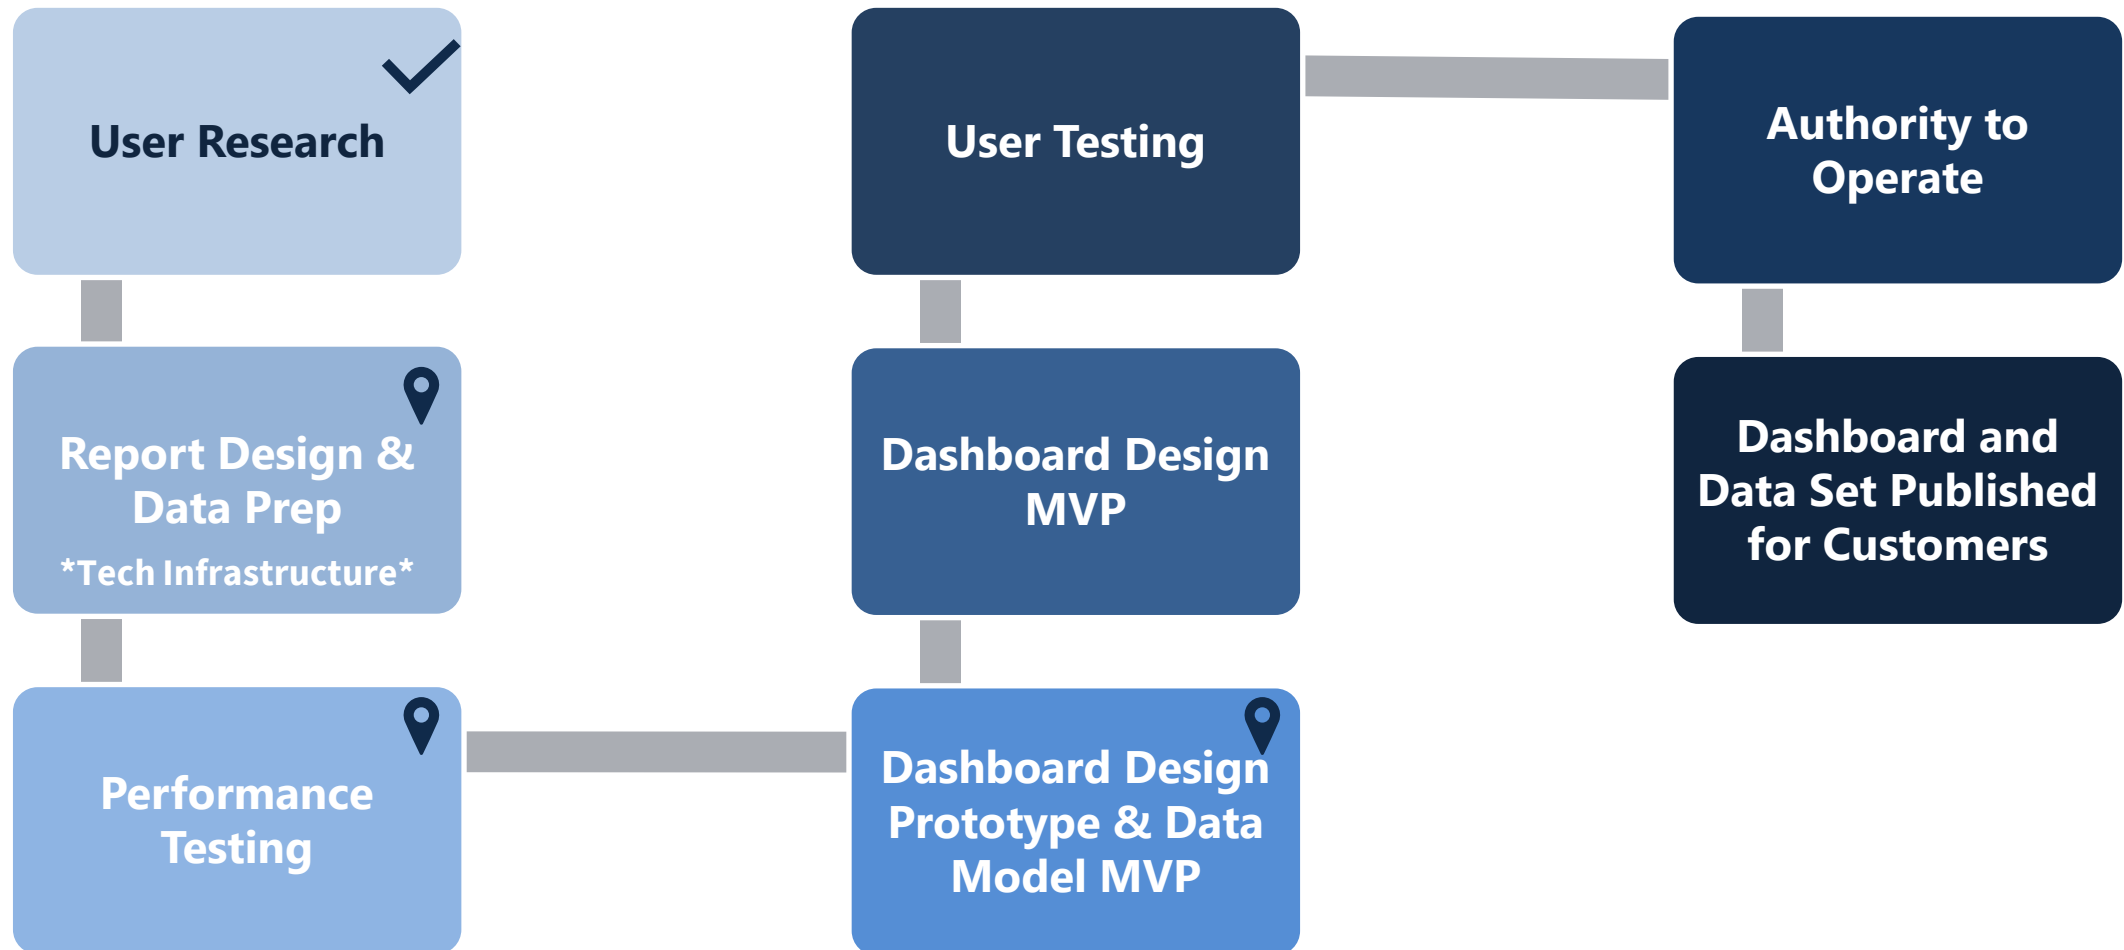 User Research
Report Design &
Data Prep
*Tech Infrastructure*
Performance
Testing
Dashboard Design
Prototype & Data
Model MVP
Dashboard Design
MVP
User Testing
Authority to
Operate
Dashboard and
Data Set Published
for Customers